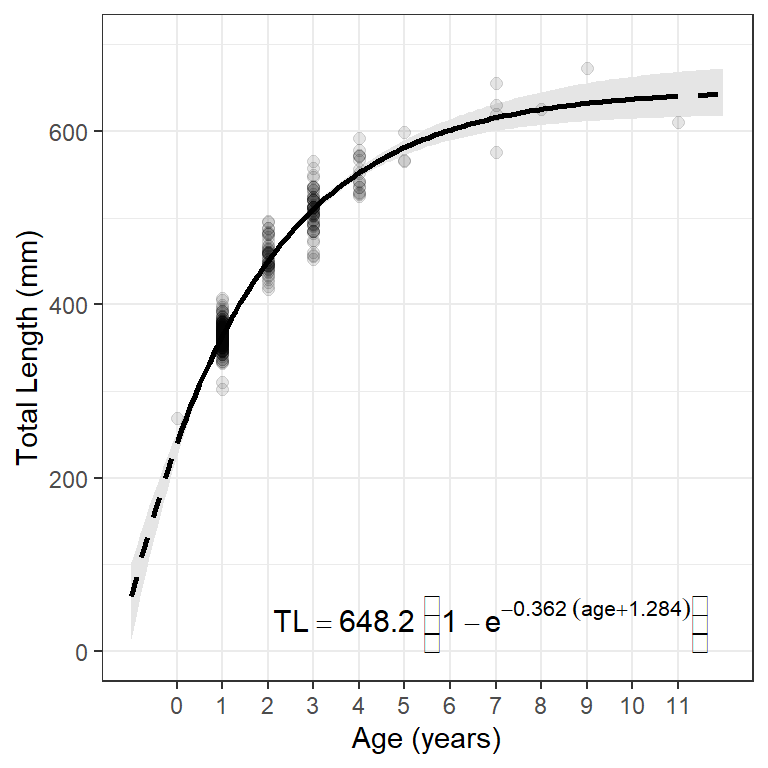 Total Length (mm)
600
400
200
0
TL = 648.2 [1 − e^−0.362 (age+1.284)]
0 1 2 3 4 5 6 7 8 9 10 11
Age (years)